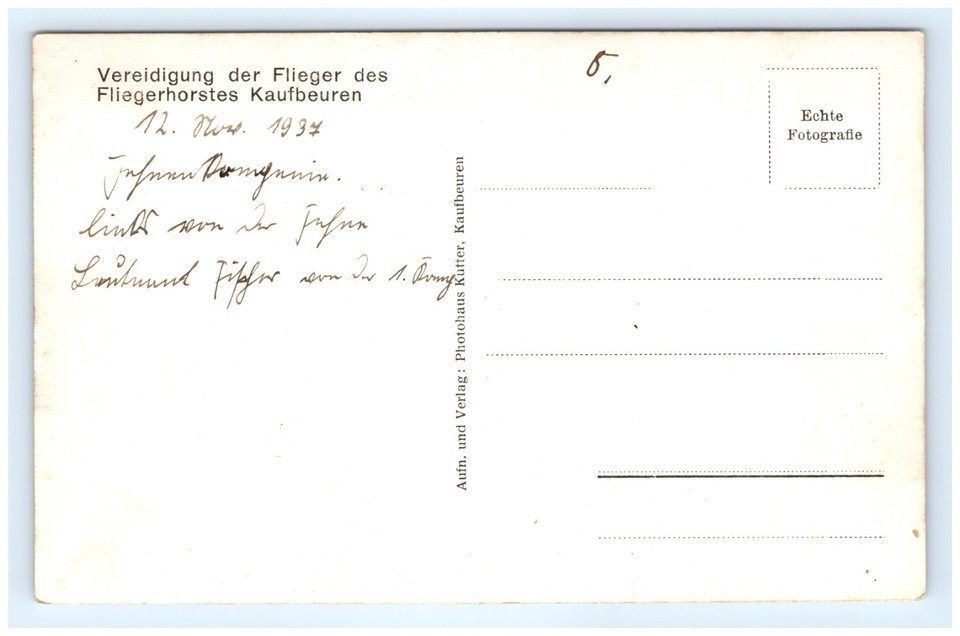 Vereidigung der Flieger des
Fliegerhorstes Kaufbeuren
12. Nov. 1937
Fahnenkompanie.
links von der Fahne
Leutnant Fischer von der 1. Komp
5.
Echte
Fotografie
Aufn. und Verlag: Photohaus Kutter, Kaufbeuren